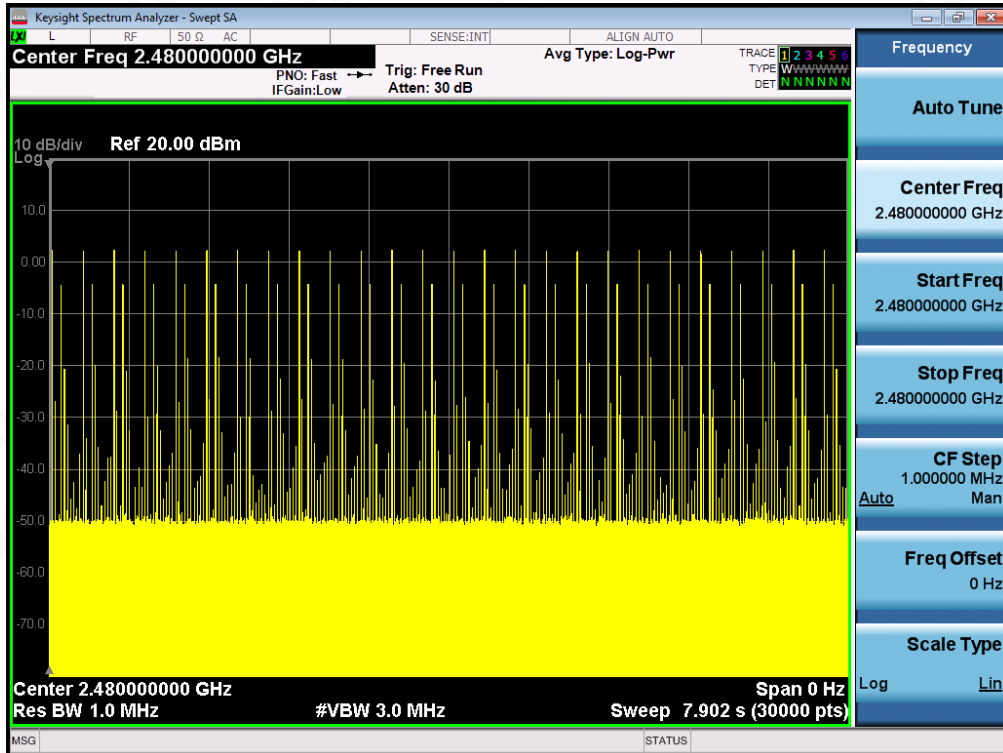 Keysight Spectrum Analyzer - Swept SA
LXI L RF 50 Ω AC SENSE:INT ALIGN AUTO
Center Freq 2.480000000 GHz
PNO: Fast
IFGain:Low
Trig: Free Run
Atten: 30 dB
Avg Type: Log-Pwr
TRACE 1 2 3 4 5 6
TYPE WWWWWW
DET N N N N N N
10 dB/div Ref 20.00 dBm
Log
10.0
0.00
-10.0
-20.0
-30.0
-40.0
-50.0
-60.0
-70.0
Center 2.480000000 GHz Span 0 Hz
Res BW 1.0 MHz #VBW 3.0 MHz Sweep 7.902 s (30000 pts)
MSG STATUS
Frequency
Auto Tune
Center Freq
2.480000000 GHz
Start Freq
2.480000000 GHz
Stop Freq
2.480000000 GHz
CF Step
1.000000 MHz
Auto Man
Freq Offset
0 Hz
Scale Type
Log Lin